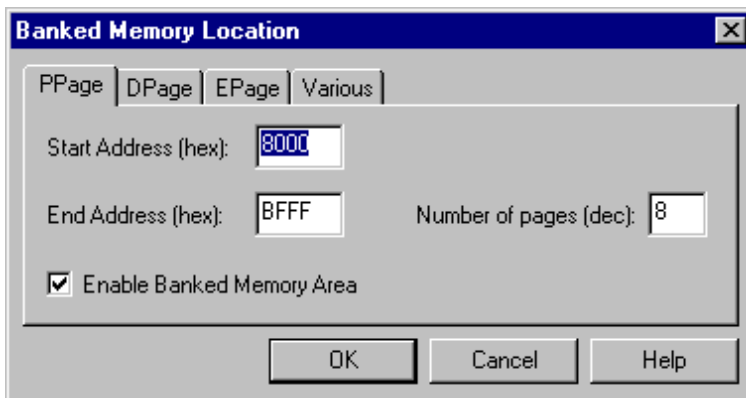 Banked Memory Location
PPage DPage EPage Various
Start Address (hex): 8000
End Address (hex): BFFF Number of pages (dec): 8
Enable Banked Memory Area
OK Cancel Help